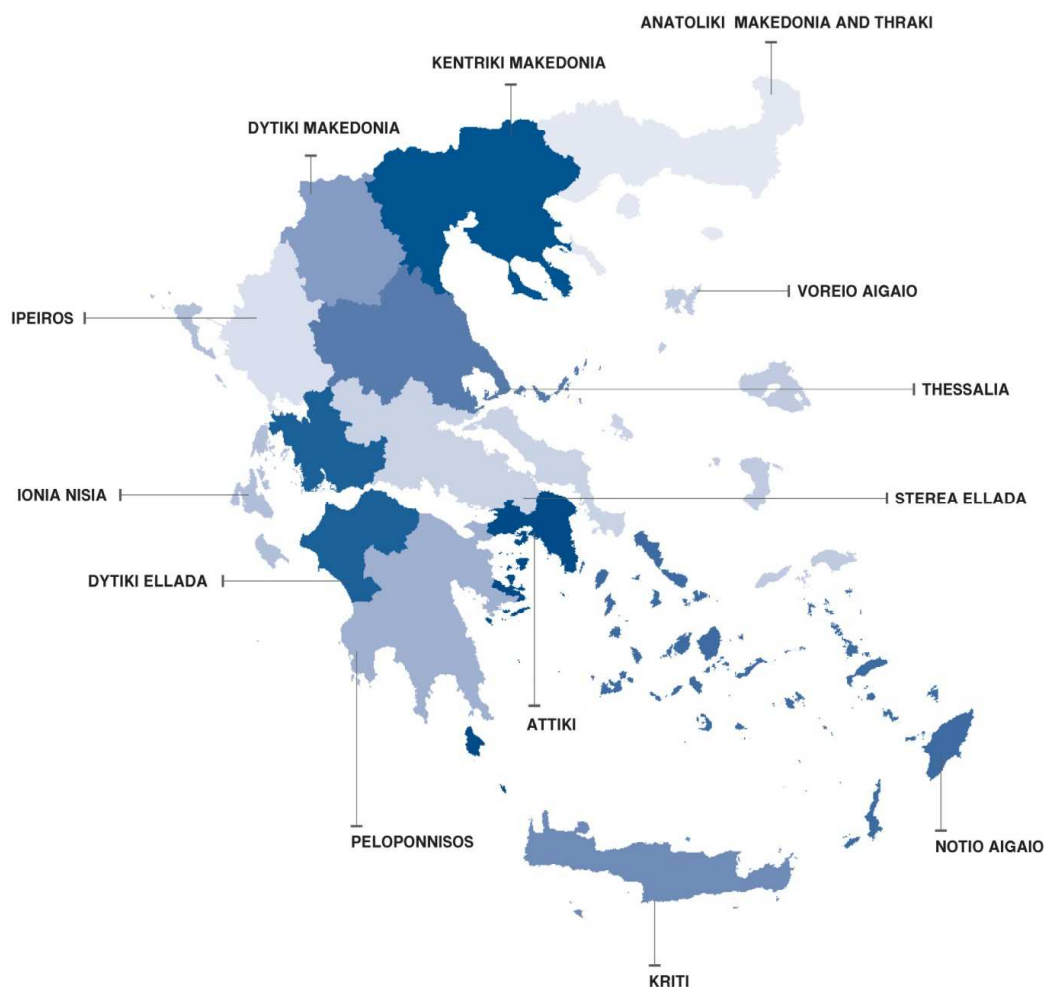 ANATOLIKI MAKEDONIA AND THRAKI
KENTRIKI MAKEDONIA
DYTIKI MAKEDONIA
VOREIO AIGAIO
IPEIROS
THESSALIA
IONIA NISIA
STEREA ELLADA
DYTIKI ELLADA
ATTIKI
PELOPONNISOS
NOTIO AIGAIO
KRITI